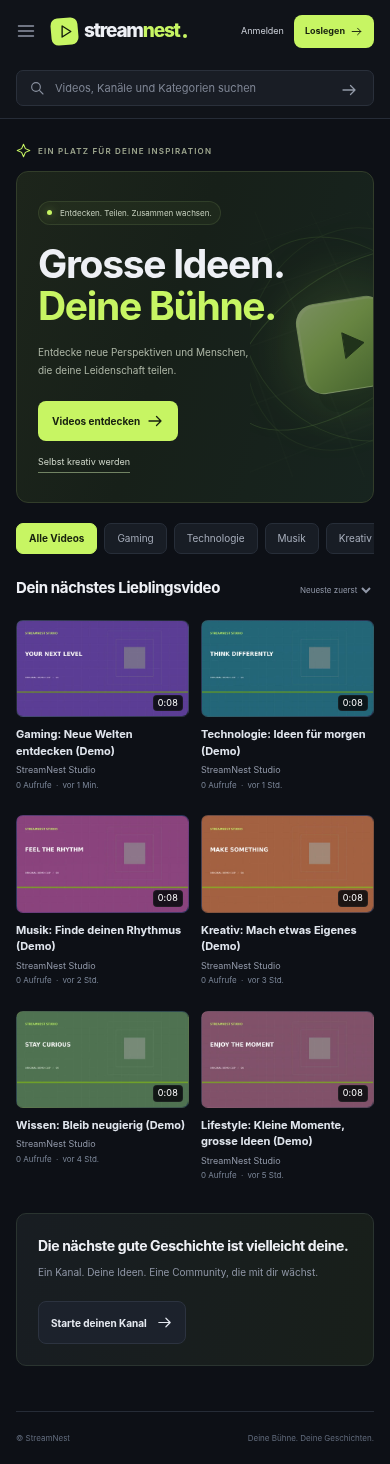 streamnest.
Anmelden
Loslegen
Videos, Kanäle und Kategorien suchen
EIN PLATZ FÜR DEINE INSPIRATION
Entdecken. Teilen. Zusammen wachsen.
Grosse Ideen.
Deine Bühne.
Entdecke neue Perspektiven und Menschen,
die deine Leidenschaft teilen.
Videos entdecken
Selbst kreativ werden
Alle Videos
Gaming
Technologie
Musik
Kreativ
Dein nächstes Lieblingsvideo
Neueste zuerst
STREAMNEST STUDIO
YOUR NEXT LEVEL
0:08
Gaming: Neue Welten
entdecken (Demo)
StreamNest Studio
0 Aufrufe · vor 1 Min.
STREAMNEST STUDIO
THINK DIFFERENTLY
0:08
Technologie: Ideen für morgen
(Demo)
StreamNest Studio
0 Aufrufe · vor 1 Std.
STREAMNEST STUDIO
FEEL THE RHYTHM
0:08
Musik: Finde deinen Rhythmus
(Demo)
StreamNest Studio
0 Aufrufe · vor 2 Std.
STREAMNEST STUDIO
MAKE SOMETHING
0:08
Kreativ: Mach etwas Eigenes
(Demo)
StreamNest Studio
0 Aufrufe · vor 3 Std.
STREAMNEST STUDIO
STAY CURIOUS
0:08
Wissen: Bleib neugierig (Demo)
StreamNest Studio
0 Aufrufe · vor 4 Std.
STREAMNEST STUDIO
ENJOY THE MOMENT
0:08
Lifestyle: Kleine Momente,
grosse Ideen (Demo)
StreamNest Studio
0 Aufrufe · vor 5 Std.
Die nächste gute Geschichte ist vielleicht deine.
Ein Kanal. Deine Ideen. Eine Community, die mit dir wächst.
Starte deinen Kanal
© StreamNest
Deine Bühne. Deine Geschichten.